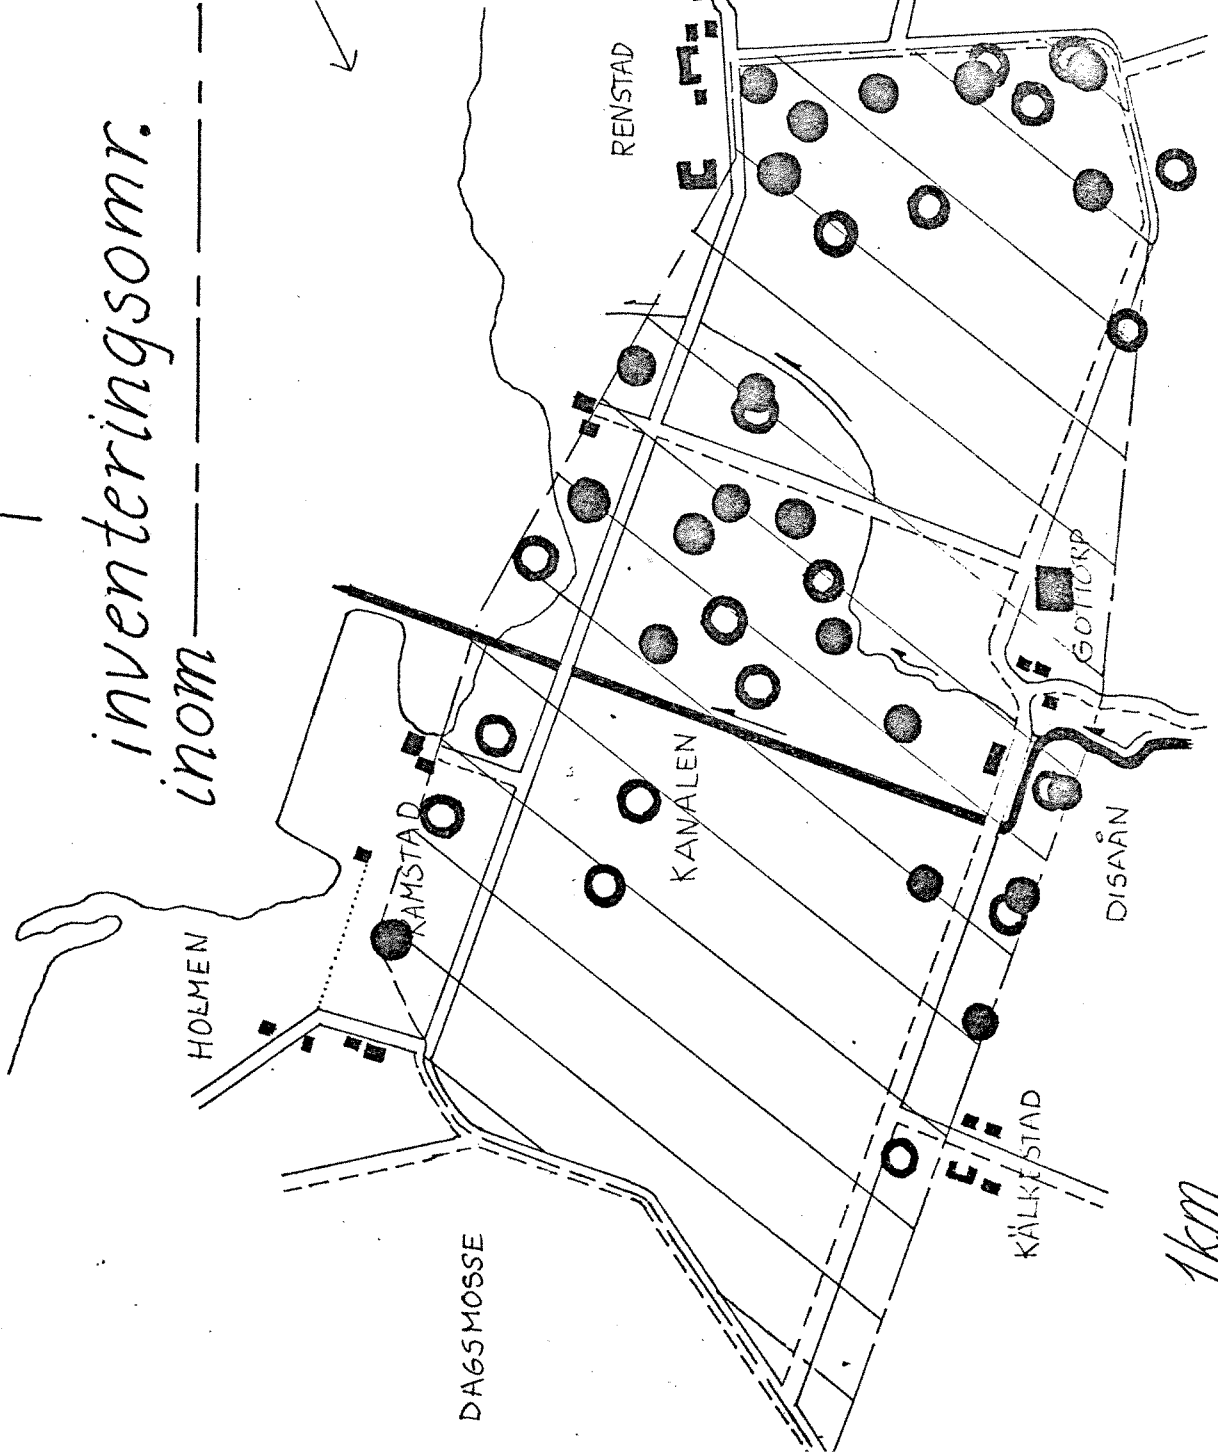 inventeringsomr.
inom
RENSTAD
HOLMEN
RAMSTAD
KANALEN
GOTTORP
DISAÅN
KÄLKESTAD
DAGSMOSSE
1km